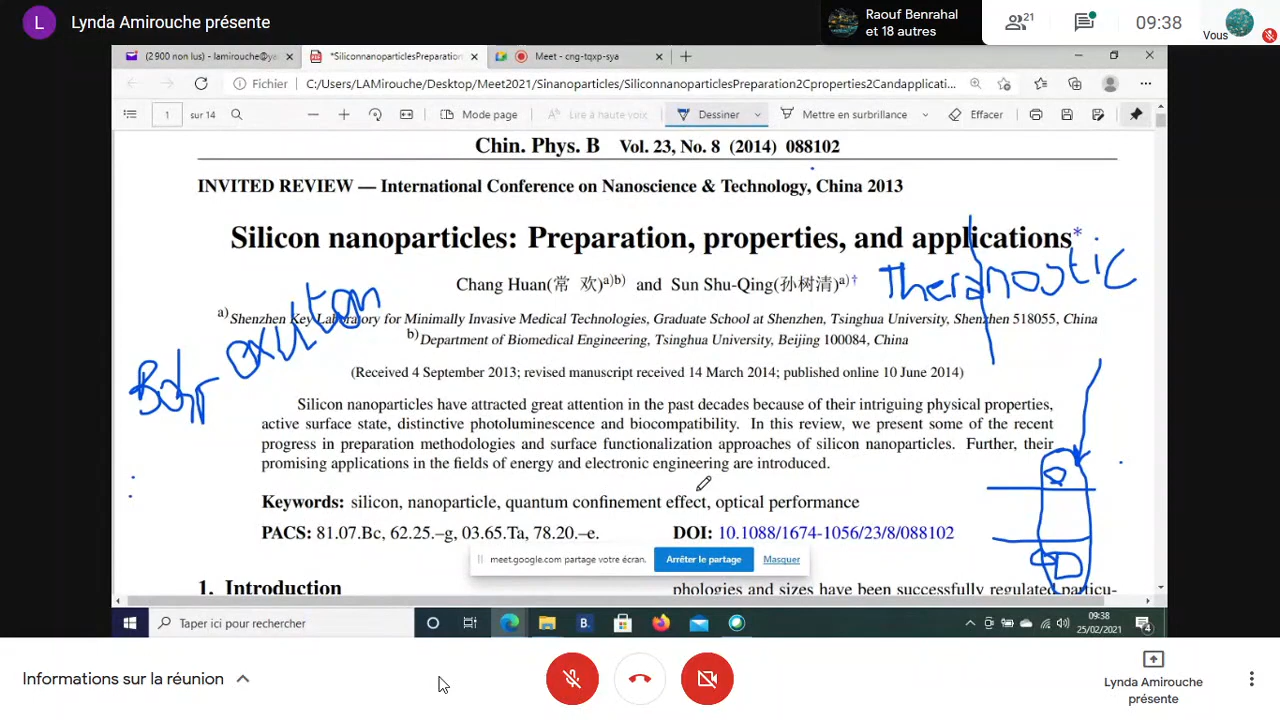 L Lynda Amirouche présente
Raouf Benrahal
et 18 autres
21
09:38
Vous
(2 900 non lus) - lamirouche@ye
*SiliconnanoparticlesPreparation
Meet - cng-tqxp-sya
Fichier
C:/Users/LAMirouche/Desktop/Meet2021/Sinanoparticles/SiliconnanoparticlesPreparation2Cproperties2Candapplicati...
1 sur 14
Mode page
Lire à haute voix
Dessiner
Mettre en surbrillance
Effacer
Chin. Phys. B Vol. 23, No. 8 (2014) 088102
INVITED REVIEW — International Conference on Nanoscience & Technology, China 2013
Silicon nanoparticles: Preparation, properties, and applications*
Chang Huan(常 欢)a)b) and Sun Shu-Qing(孙树清)a)†
Theranostic
a)Shenzhen Key Laboratory for Minimally Invasive Medical Technologies, Graduate School at Shenzhen, Tsinghua University, Shenzhen 518055, China
b)Department of Biomedical Engineering, Tsinghua University, Beijing 100084, China
Bohr exciton
(Received 4 September 2013; revised manuscript received 14 March 2014; published online 10 June 2014)
Silicon nanoparticles have attracted great attention in the past decades because of their intriguing physical properties,
active surface state, distinctive photoluminescence and biocompatibility. In this review, we present some of the recent
progress in preparation methodologies and surface functionalization approaches of silicon nanoparticles. Further, their
promising applications in the fields of energy and electronic engineering are introduced.
Keywords: silicon, nanoparticle, quantum confinement effect, optical performance
PACS: 81.07.Bc, 62.25.–g, 03.65.Ta, 78.20.–e.
DOI: 10.1088/1674-1056/23/8/088102
meet.google.com partage votre écran.
Arrêter le partage
Masquer
1. Introduction
phologies and sizes have been successfully regulated particu-
Taper ici pour rechercher
09:38
25/02/2021
4
Informations sur la réunion
Lynda Amirouche
présente